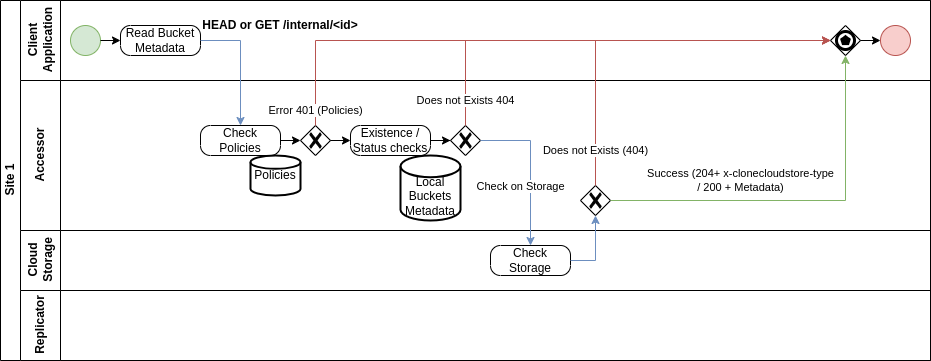 Site 1
Client
Application
Read Bucket
Metadata
HEAD or GET /internal/<id>
Accessor
Check
Policies
Policies
Error 401 (Policies)
Existence /
Status checks
Local
Buckets
Metadata
Does not Exists 404
Check on Storage
Does not Exists (404)
Success (204+ x-clonecloudstore-type
/ 200 + Metadata)
Cloud
Storage
Check
Storage
Replicator